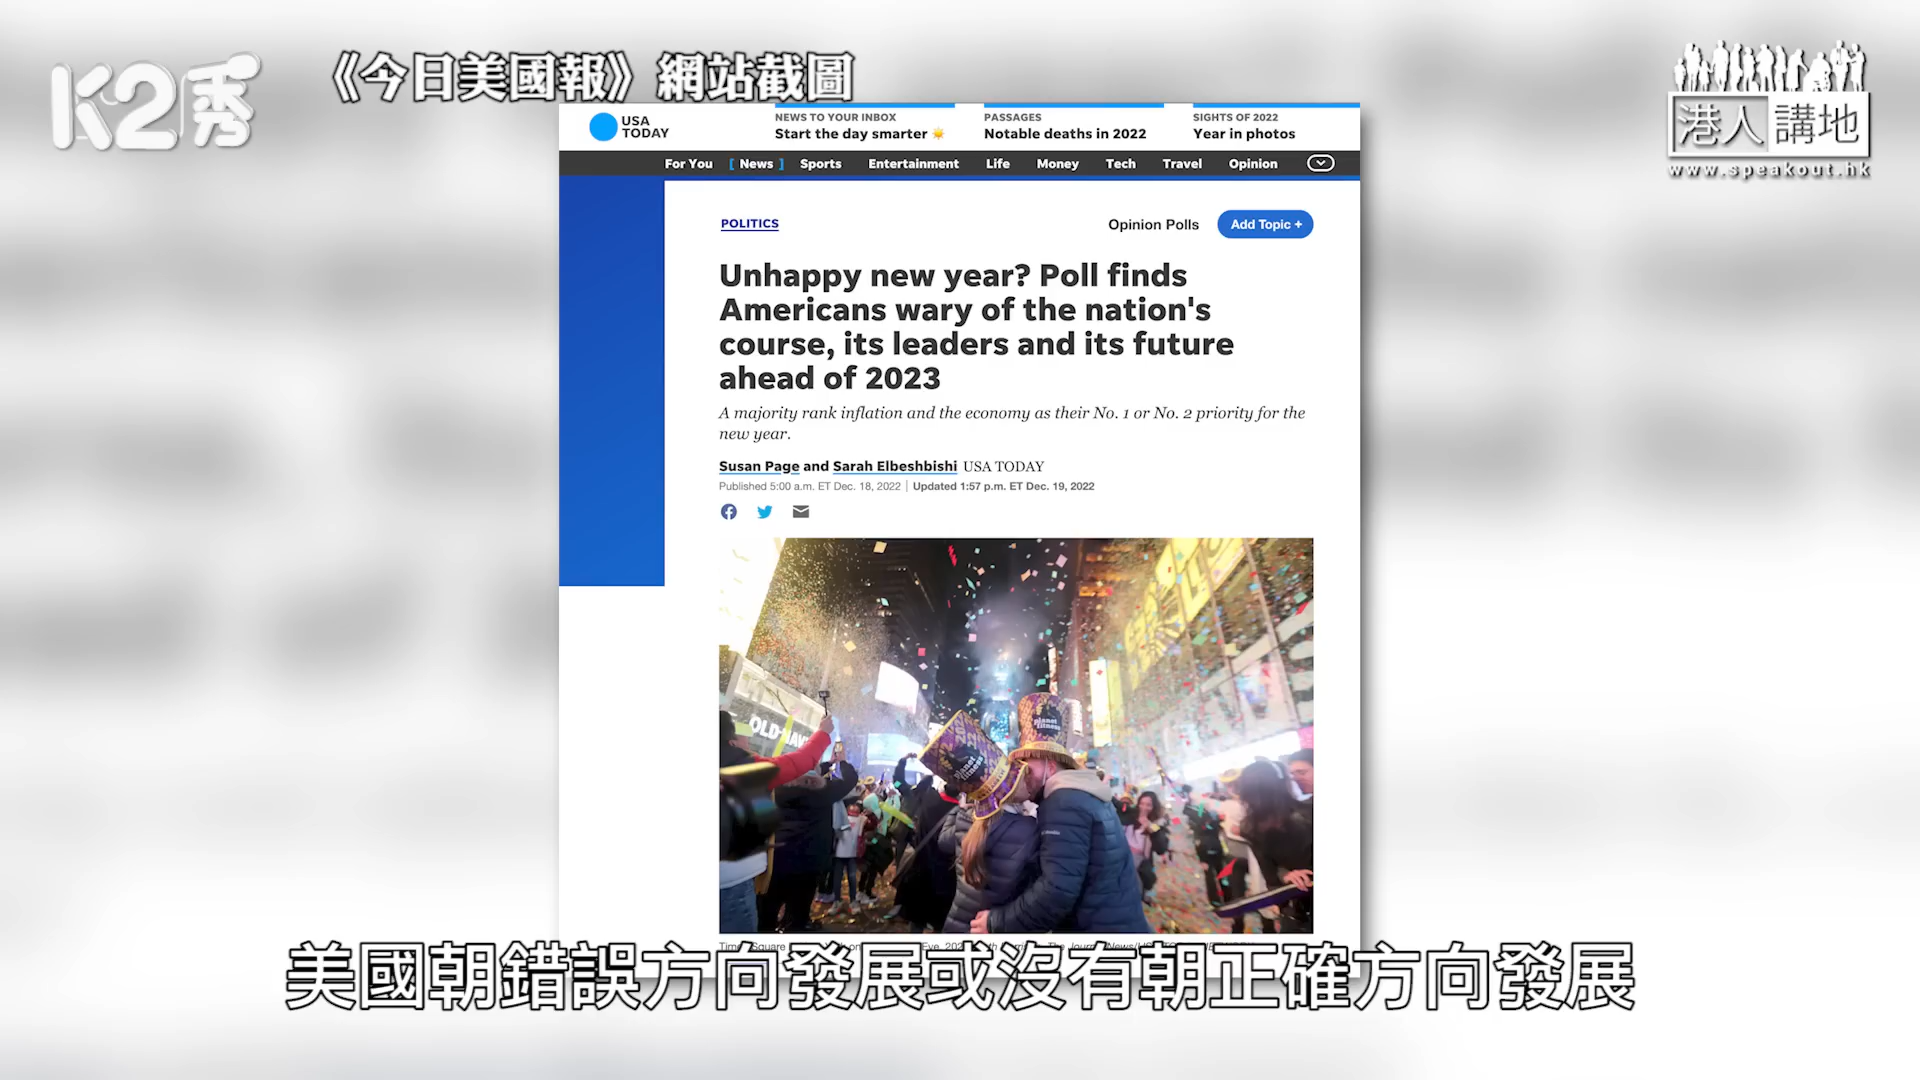 K2秀
《今日美國報》網站截圖
港人講地
www.speakout.hk
USA TODAY
NEWS TO YOUR INBOX
Start the day smarter ☀️
PASSAGES
Notable deaths in 2022
SIGHTS OF 2022
Year in photos
For You [ News ] Sports Entertainment Life Money Tech Travel Opinion
POLITICS
Opinion Polls Add Topic +
Unhappy new year? Poll finds
Americans wary of the nation's
course, its leaders and its future
ahead of 2023
A majority rank inflation and the economy as their No. 1 or No. 2 priority for the
new year.
Susan Page and Sarah Elbeshbishi USA TODAY
Published 5:00 a.m. ET Dec. 18, 2022 | Updated 1:57 p.m. ET Dec. 19, 2022
planet fitness
planet fitness
美國朝錯誤方向發展或沒有朝正確方向發展